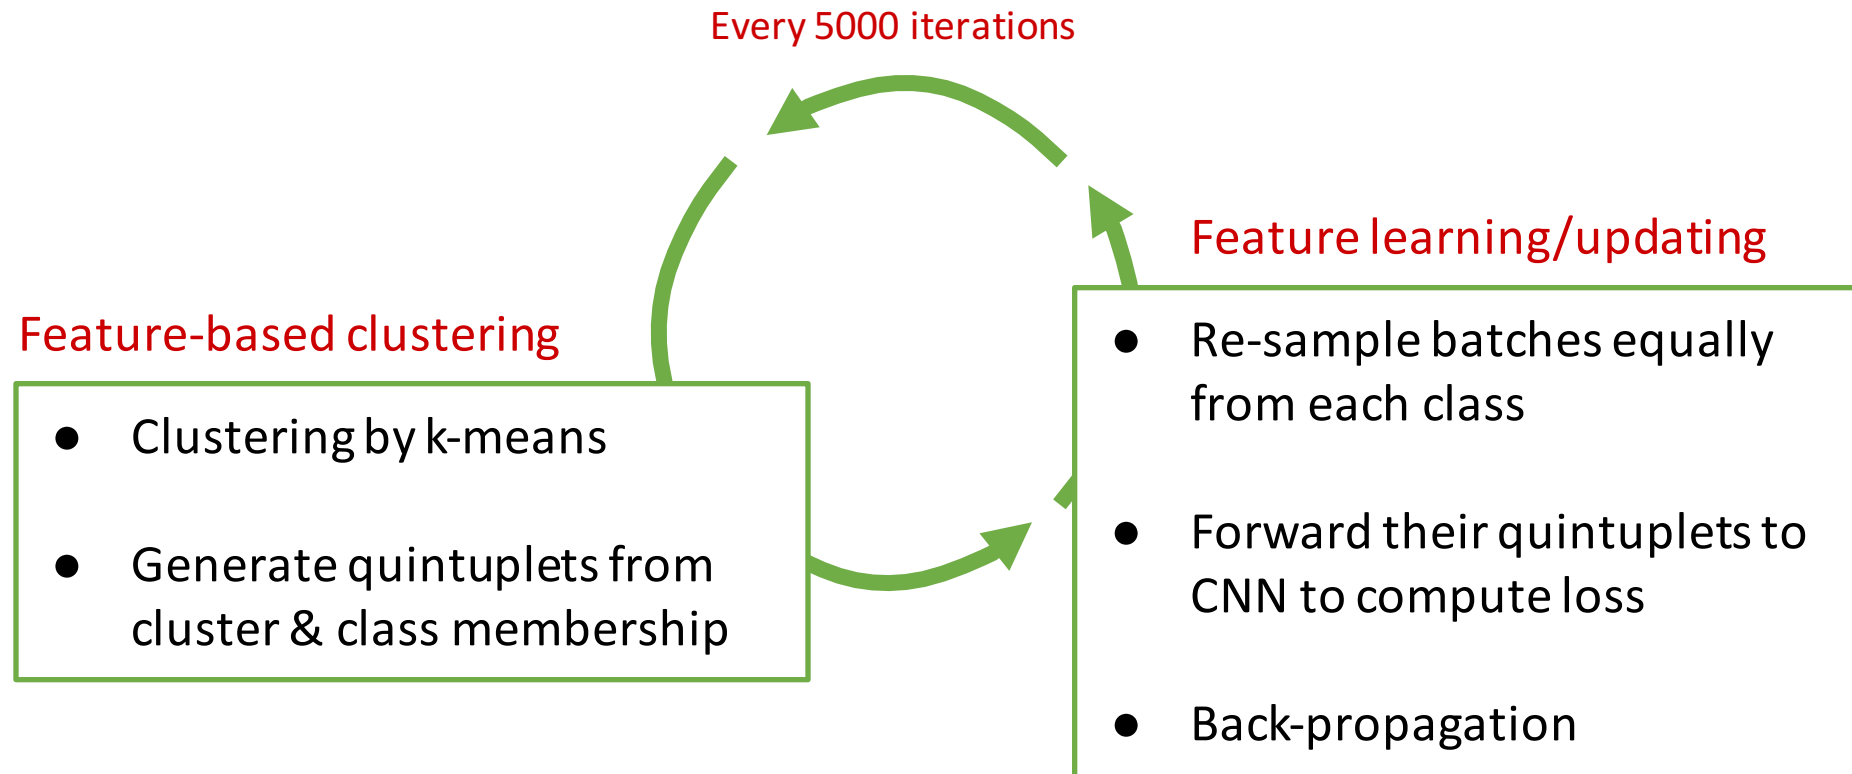 Every 5000 iterations
Feature learning/updating
● Re-sample batches equally
from each class
● Forward their quintuplets to
CNN to compute loss
● Back-propagation
Feature-based clustering
● Clustering by k-means
● Generate quintuplets from
cluster & class membership